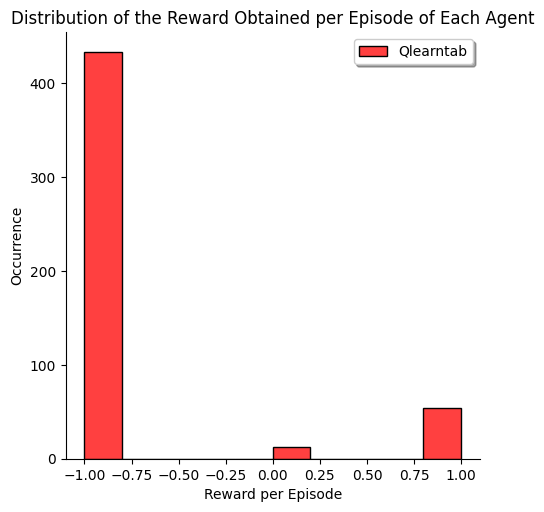 Distribution of the Reward Obtained per Episode of Each Agent
Qlearntab
400
300
200
100
0
Occurrence
−1.00 −0.75 −0.50 −0.25 0.00 0.25 0.50 0.75 1.00
Reward per Episode